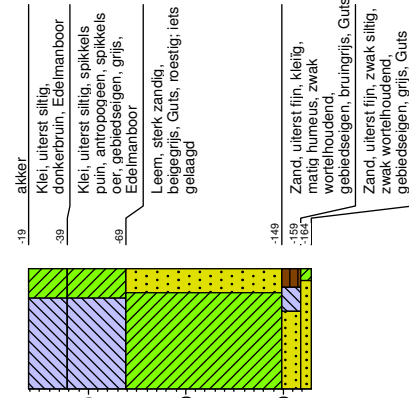 -19
akker
Klei, uiterst siltig,
donkerbruin, Edelmanboor
-39
Klei, uiterst siltig, spikkels
puin, antropogeen, spikkels
oer, gebiedseigen, grijs,
Edelmanboor
-69
Leem, sterk zandig,
beigegrijs, Guts, roestig; iets
gelaagd
-149
Zand, uiterst fijn, kleiïg,
matig humeus, zwak
wortelhoudend,
gebiedseigen, bruingrijs, Guts
-159
Zand, uiterst fijn, zwak siltig,
zwak wortelhoudend,
gebiedseigen, grijs, Guts
-164